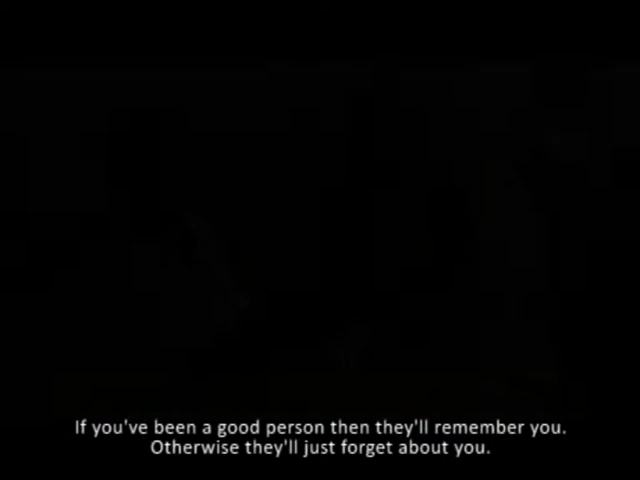 If you've been a good person then they'll remember you.
Otherwise they'll just forget about you.